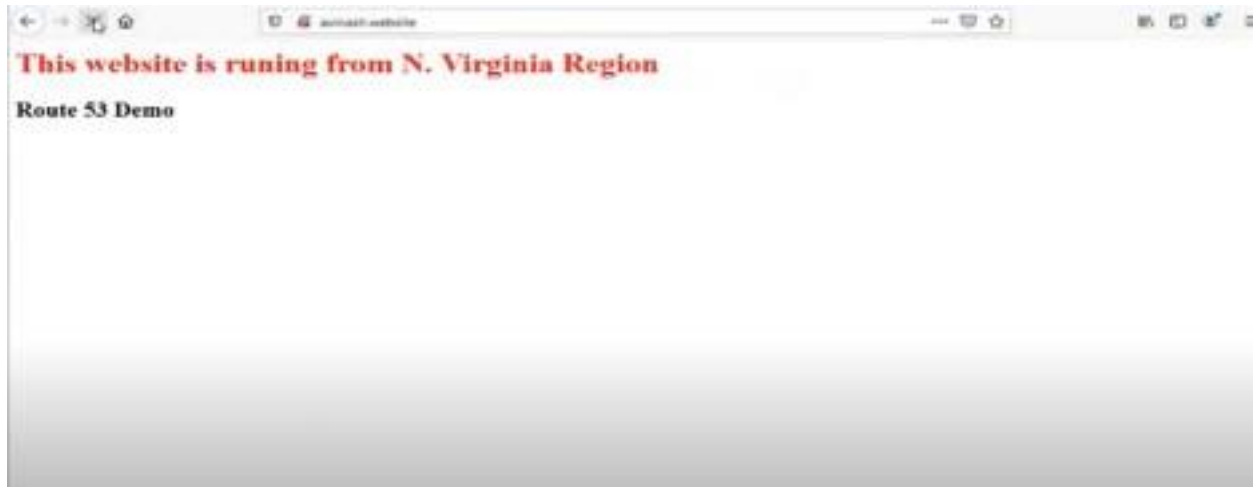 This website is runing from N. Virginia Region
Route 53 Demo